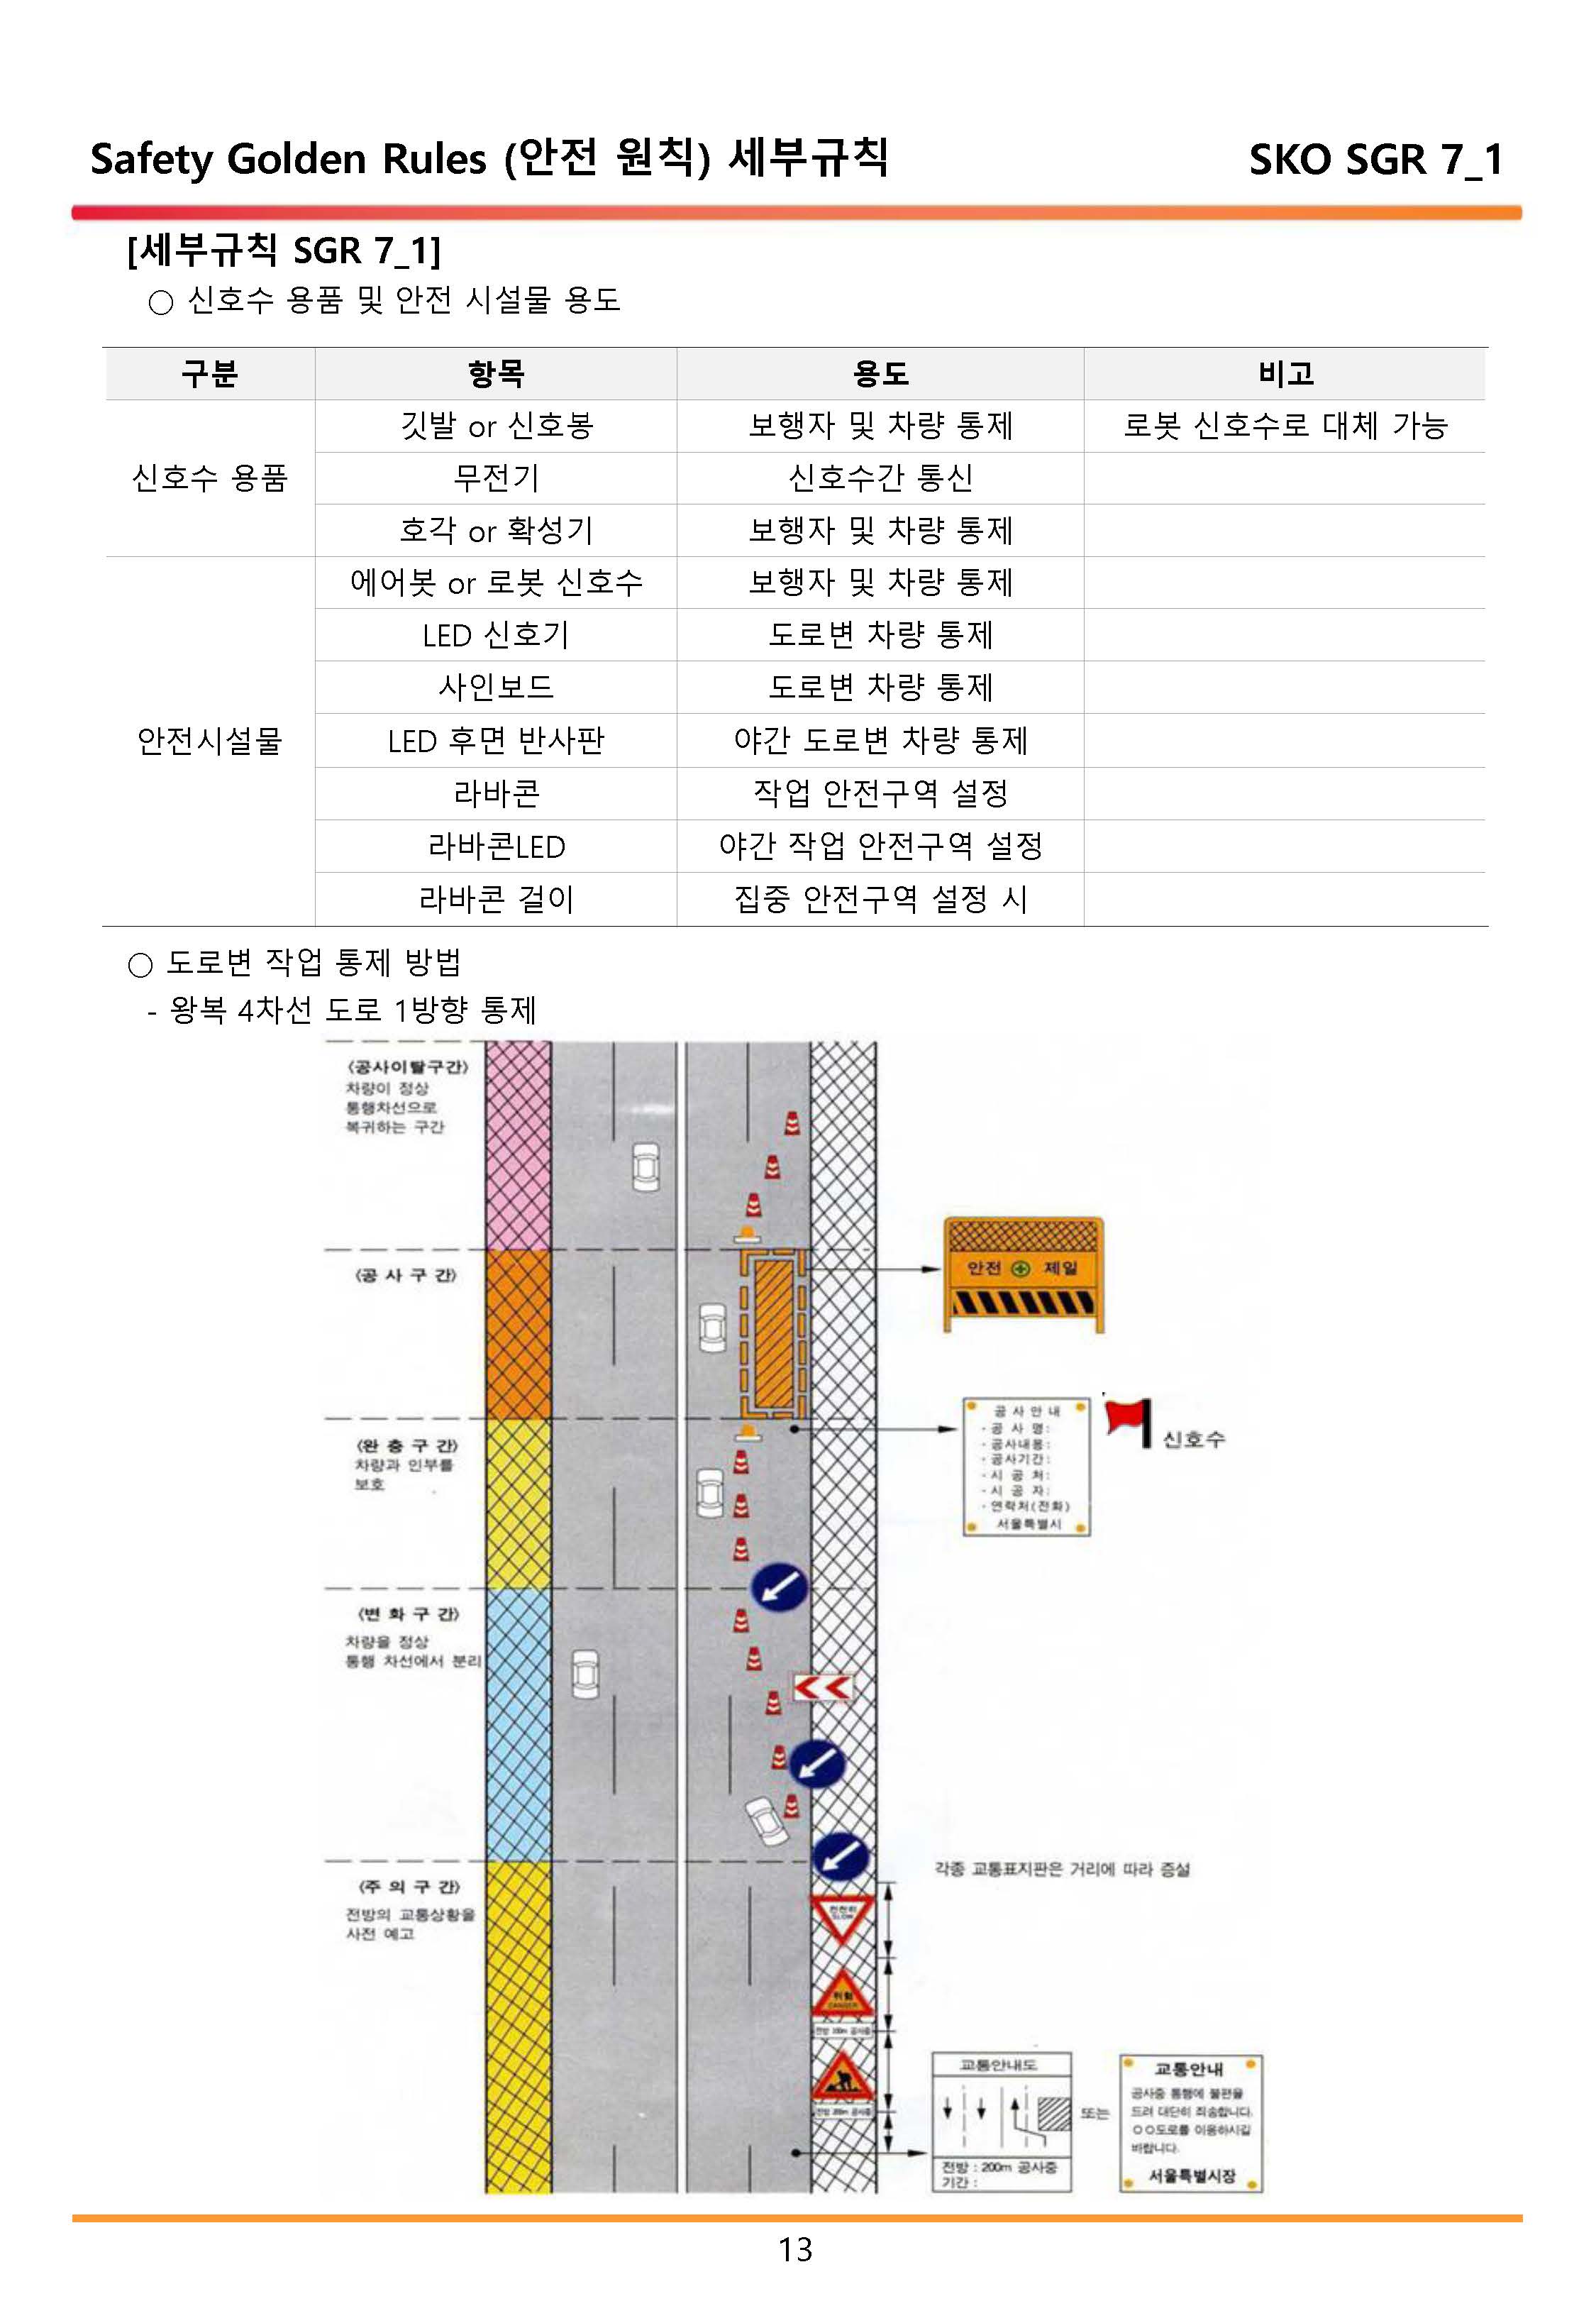 Safety Golden Rules (안전 원칙) 세부규칙 SKO SGR 7_1
[세부규칙 SGR 7_1]
○ 신호수 용품 및 안전 시설물 용도
구분 항목 용도 비고
신호수 용품
깃발 or 신호봉 보행자 및 차량 통제 로봇 신호수로 대체 가능
무전기 신호수간 통신
호각 or 확성기 보행자 및 차량 통제
안전시설물
에어봇 or 로봇 신호수 보행자 및 차량 통제
LED 신호기 도로변 차량 통제
사인보드 도로변 차량 통제
LED 후면 반사판 야간 도로변 차량 통제
라바콘 작업 안전구역 설정
라바콘LED 야간 작업 안전구역 설정
라바콘 걸이 집중 안전구역 설정 시
○ 도로변 작업 통제 방법
- 왕복 4차선 도로 1방향 통제
〈공사이탈구간〉
차량이 정상
통행차선으로
복귀하는 구간
〈공 사 구 간〉
안전 제일
〈완 충 구 간〉
차량과 인부를
보호
공 사 안 내
· 공 사 명:
· 공사내용:
· 공사기간:
· 시 공 처:
· 시 공 자:
· 연락처(전화)
서울특별시
신호수
〈변 화 구 간〉
차량을 정상
통행 차선에서 분리
각종 교통표지판은 거리에 따라 증설
〈주 의 구 간〉
전방의 교통상황을
사전 예고
천천히
SLOW
위험
DANGER
전방 100m 공사중
전방 200m 공사중
교통안내도
전방 : 200m 공사중
기간 :
또는
교통안내
공사중 통행에 불편을
드려 대단히 죄송합니다.
○○도로를 이용하시길
바랍니다.
서울특별시장
13